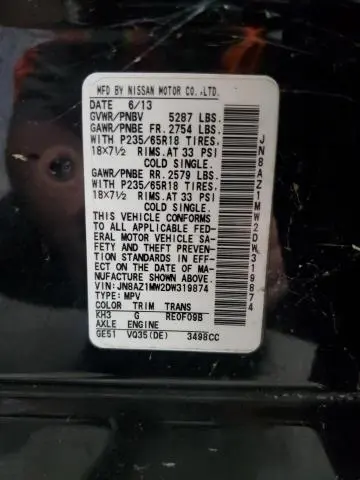 MFD BY NISSAN MOTOR CO.,LTD.
DATE 6/13
GVWR/PNBV 5287 LBS.
GAWR/PNBE FR. 2754 LBS.
WITH P235/65R18 TIRES,
18X7½ RIMS.AT 33 PSI
COLD SINGLE.
GAWR/PNBE RR. 2579 LBS.
WITH P235/65R18 TIRES,
18X7½ RIMS.AT 33 PSI
COLD SINGLE.
THIS VEHICLE CONFORMS
TO ALL APPLICABLE FED-
ERAL MOTOR VEHICLE SA-
FETY AND THEFT PREVEN-
TION STANDARDS IN EFF-
ECT ON THE DATE OF MA-
NUFACTURE SHOWN ABOVE.
VIN:JN8AZ1MW2DW319874
TYPE:MPV
COLOR TRIM TRANS
KH3 G RE0F09B
AXLE ENGINE
GE51 VQ35(DE) 3498CC
JN8AZ1MW2DW319874